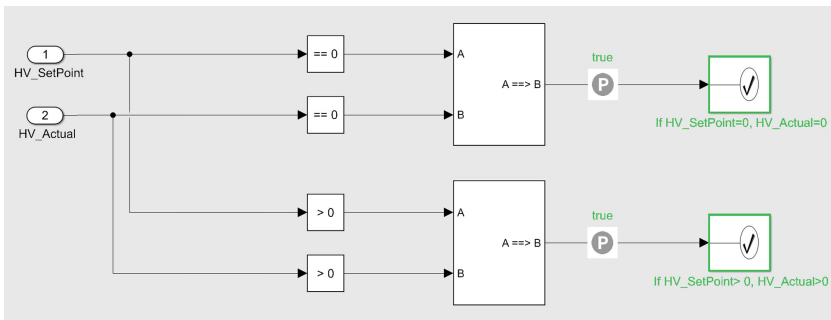 1
HV_SetPoint
== 0
A
B
A ==> B
true
P
If HV_SetPoint=0, HV_Actual=0
2
HV_Actual
== 0
> 0
A
B
A ==> B
true
P
If HV_SetPoint> 0, HV_Actual>0
> 0